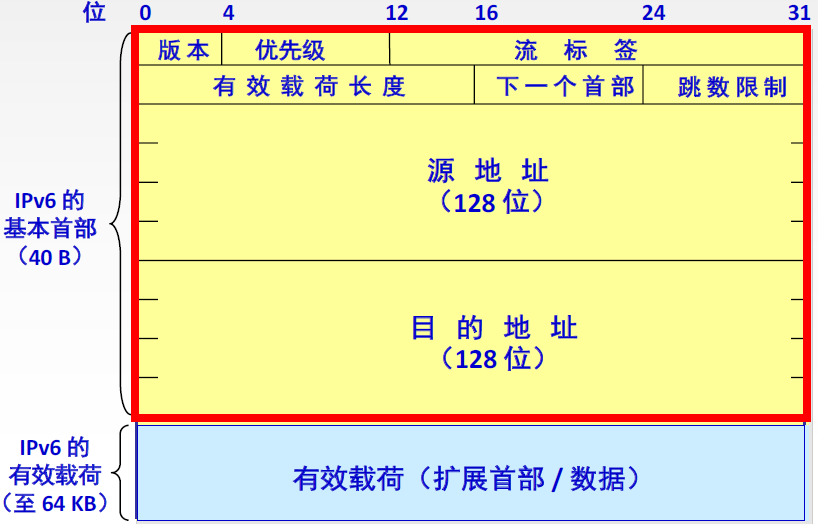 位 0 4 12 16 24 31
版本 优先级 流标签
有效载荷长度 下一个首部 跳数限制
源地址
（128 位）
IPv6 的
基本首部
（40 B）
目的地址
（128 位）
IPv6 的
有效载荷
（至 64 KB）
有效载荷（扩展首部 / 数据）